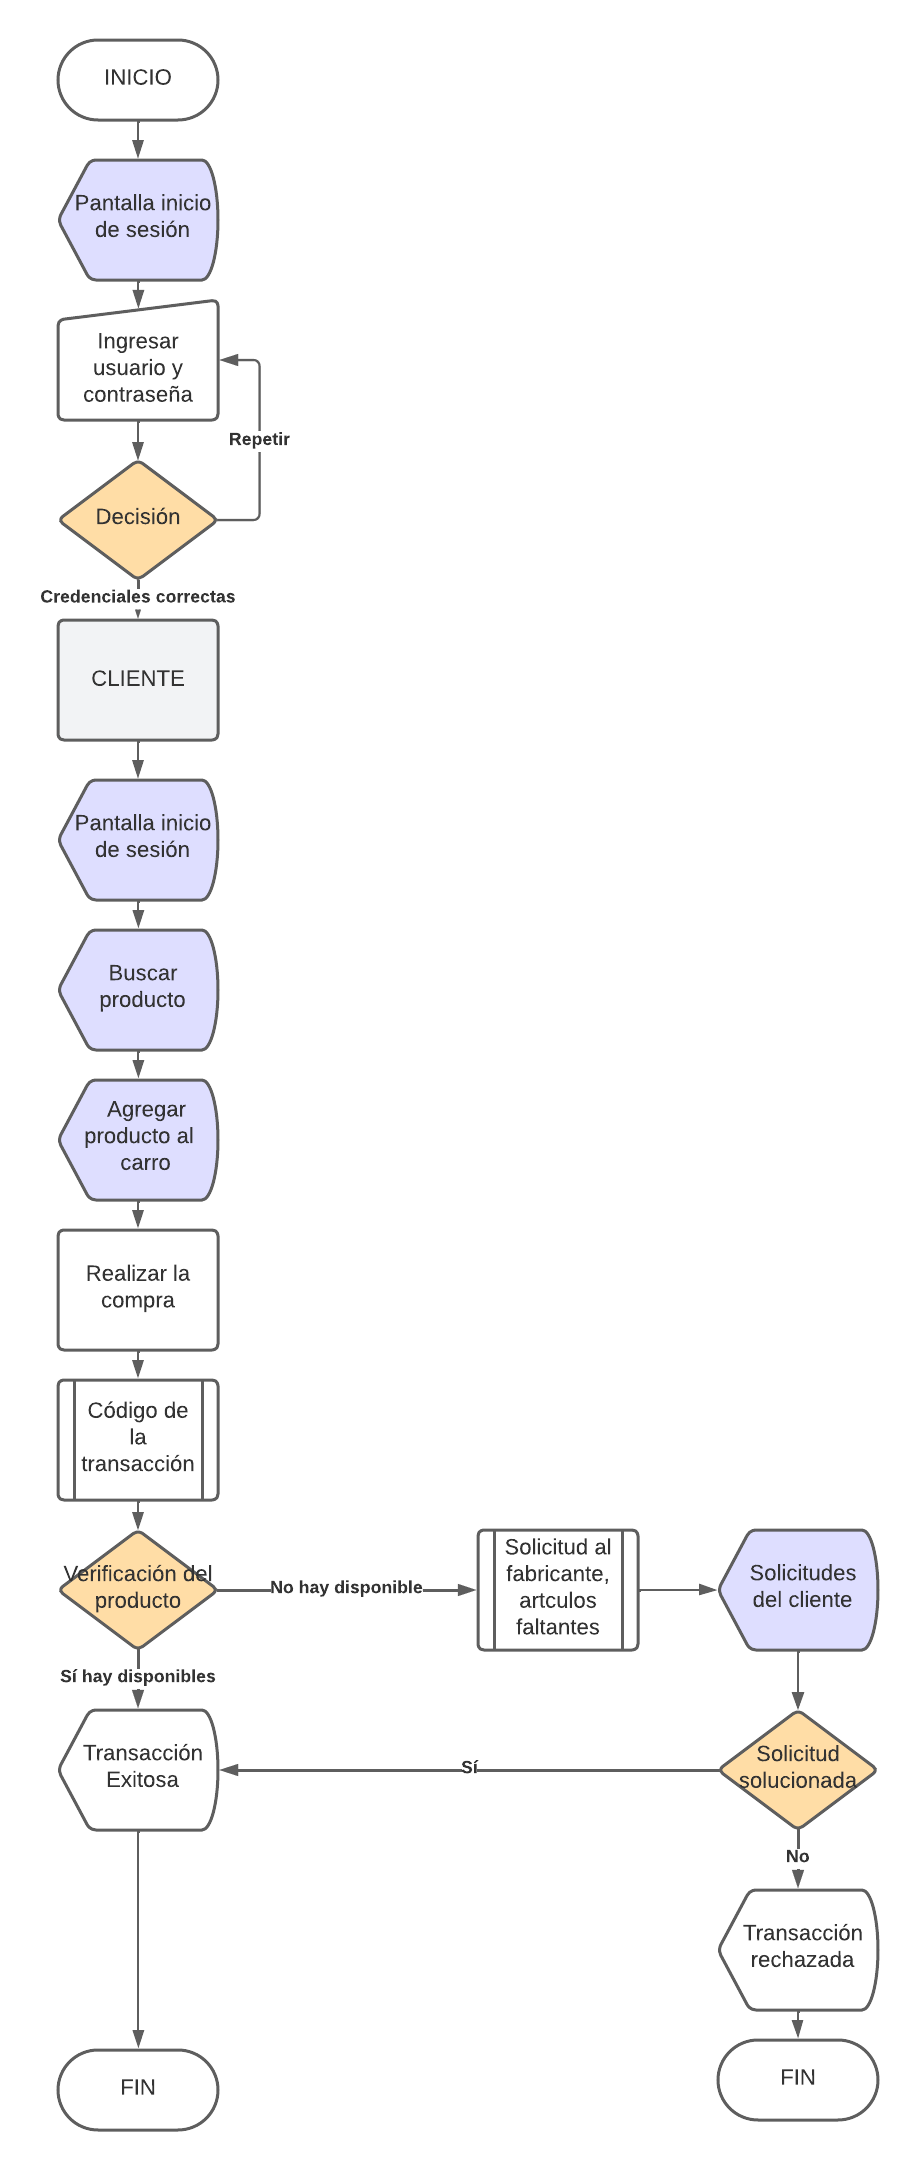 INICIO
Pantalla inicio
de sesión
Ingresar
usuario y
contraseña
Repetir
Decisión
Credenciales correctas
CLIENTE
Pantalla inicio
de sesión
Buscar
producto
Agregar
producto al
carro
Realizar la
compra
Código de
la
transacción
Verificación del
producto
No hay disponible
Solicitud al
fabricante,
artculos
faltantes
Solicitudes
del cliente
Sí hay disponibles
Transacción
Exitosa
Sí
Solicitud
solucionada
No
Transacción
rechazada
FIN
FIN